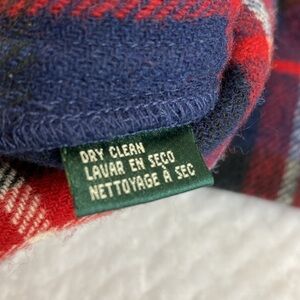 DRY CLEAN
LAVAR EN SECO
NETTOYAGE À SEC